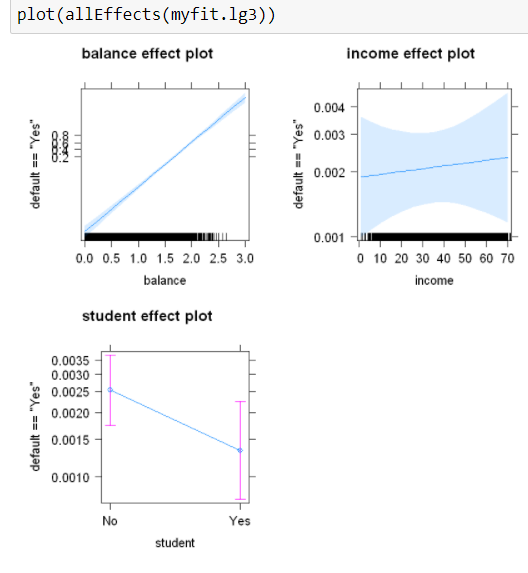 plot(allEffects(myfit.lg3))
balance effect plot
default == "Yes"
0.8
0.6
0.4
0.2
0.0 0.5 1.0 1.5 2.0 2.5 3.0
balance
income effect plot
default == "Yes"
0.004
0.003
0.002
0.001
0 10 20 30 40 50 60 70
income
student effect plot
default == "Yes"
0.0035
0.0030
0.0025
0.0020
0.0015
0.0010
No Yes
student